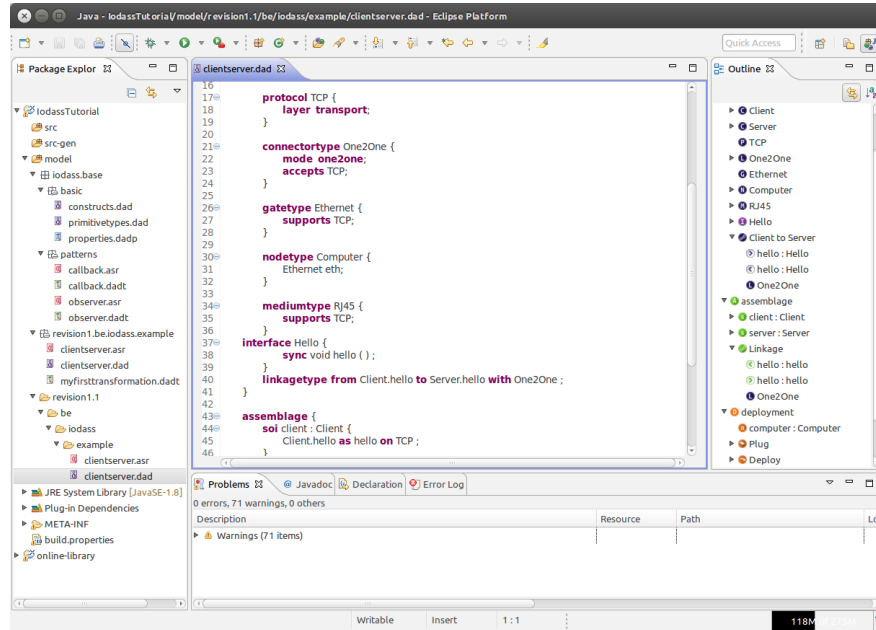 Java - IodassTutorial/model/revision1.1/be/iodass/example/clientserver.dad - Eclipse Platform
Quick Access
Package Explor
IodassTutorial
src
src-gen
model
iodass.base
basic
constructs.dad
primitivetypes.dad
properties.dadp
patterns
callback.asr
callback.dadt
observer.asr
observer.dadt
revision1.be.iodass.example
clientserver.asr
clientserver.dad
myfirsttransformation.dadt
revision1.1
be
iodass
example
clientserver.asr
clientserver.dad
JRE System Library [JavaSE-1.8]
Plug-in Dependencies
META-INF
build.properties
online-library
clientserver.dad
16
17 protocol TCP {
18 layer transport;
19 }
20
21 connectortype One2One {
22 mode one2one;
23 accepts TCP;
24 }
25
26 gatetype Ethernet {
27 supports TCP;
28 }
29
30 nodetype Computer {
31 Ethernet eth;
32 }
33
34 mediumtype RJ45 {
35 supports TCP;
36 }
37 interface Hello {
38 sync void hello ( ) ;
39 }
40 linkagetype from Client.hello to Server.hello with One2One ;
41 }
42
43 assemblage {
44 soi client : Client {
45 Client.hello as hello on TCP ;
46 }
Outline
Client
Server
TCP
One2One
Ethernet
Computer
RJ45
Hello
Client to Server
hello : Hello
hello : Hello
One2One
assemblage
client : Client
server : Server
Linkage
hello : hello
hello : hello
One2One
deployment
computer : Computer
Plug
Deploy
Problems @ Javadoc Declaration Error Log
0 errors, 71 warnings, 0 others
Description Resource Path
Warnings (71 items)
Writable Insert 1 : 1
118M